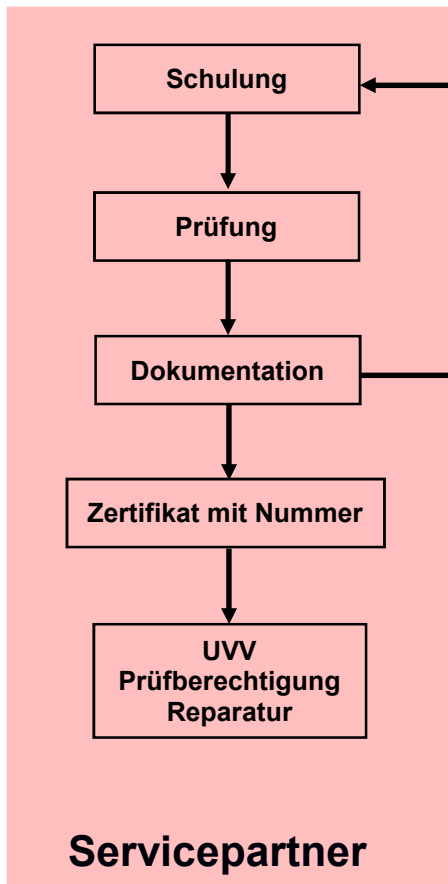 Schulung
Prüfung
Dokumentation
Zertifikat mit Nummer
UVV
Prüfberechtigung
Reparatur
Servicepartner